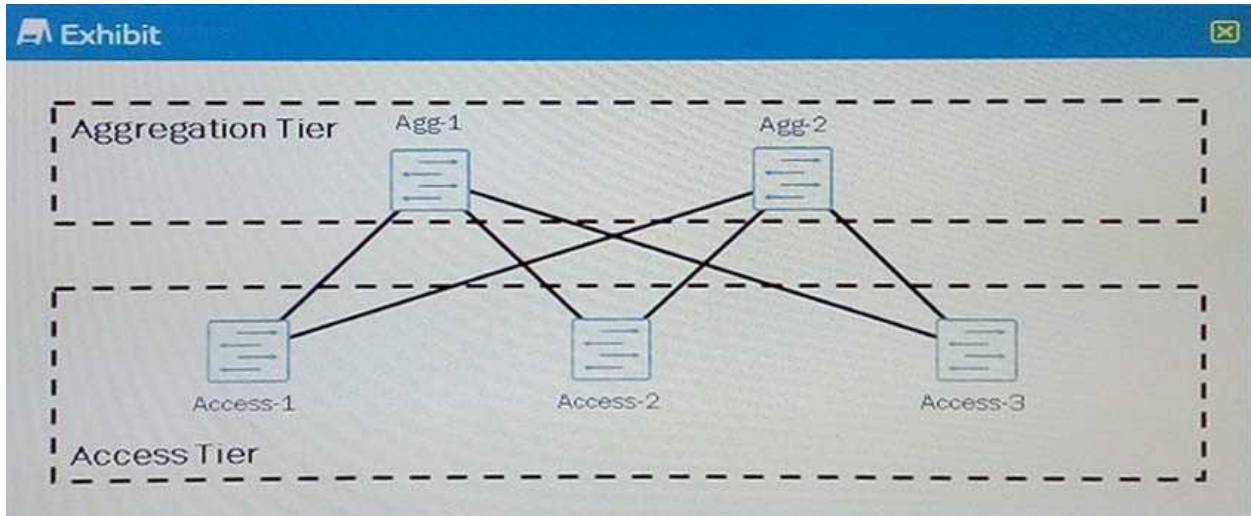 Exhibit
Aggregation Tier
Agg-1
Agg-2
Access-1
Access-2
Access-3
Access Tier